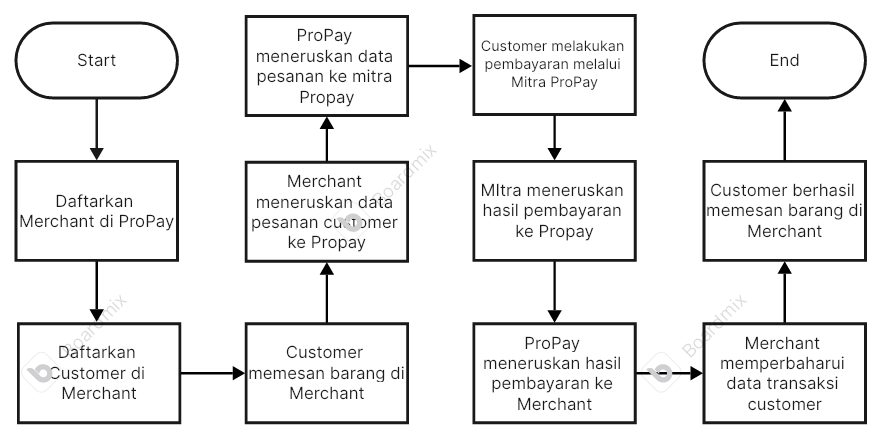 Start
Daftarkan
Merchant di ProPay
Daftarkan
Customer di
Merchant
Customer
memesan barang di
Merchant
Merchant
meneruskan data
pesanan customer
ke Propay
ProPay
meneruskan data
pesanan ke mitra
Propay
Customer melakukan
pembayaran melalui
Mitra ProPay
MItra meneruskan
hasil pembayaran
ke Propay
ProPay
meneruskan hasil
pembayaran ke
Merchant
Merchant
memperbaharui
data transaksi
customer
Customer berhasil
memesan barang di
Merchant
End
Boardmix
Boardmix
Boardmix